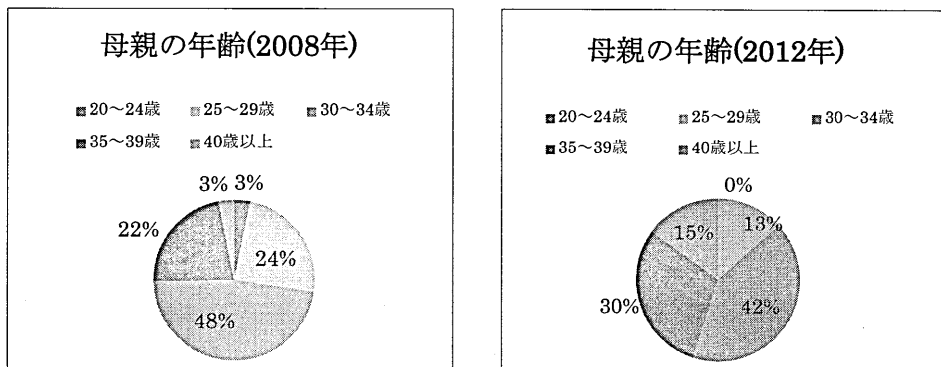 母親の年齢(2008年)
■20～24歳 ■25～29歳 ■30～34歳
■35～39歳 ■40歳以上
3% 3%
22%
24%
48%
母親の年齢(2012年)
■20～24歳 ■25～29歳 ■30～34歳
■35～39歳 ■40歳以上
0%
15% 13%
30% 42%